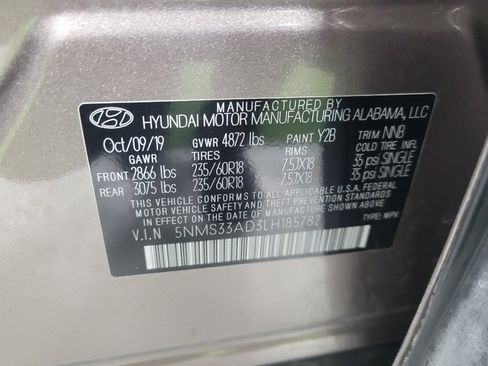 MANUFACTURED BY
HYUNDAI MOTOR MANUFACTURING ALABAMA, LLC
Oct/09/19 GVWR 4872 lbs PAINT Y2B TRIM NNB
GAWR TIRES RIMS COLD TIRE INFL
FRONT 2866 lbs 235/60R18 7.5JX18 35 psi SINGLE
REAR 3075 lbs 235/60R18 7.5JX18 35 psi SINGLE
THIS VEHICLE CONFORMS TO ALL APPLICABLE U.S.A. FEDERAL
MOTOR VEHICLE SAFETY AND THEFT PREVENTION STANDARDS
IN EFFECT ON THE DATE OF MANUFACTURE SHOWN ABOVE.
V.I.N 5NMS33AD3LH185782 TYPE: MPV